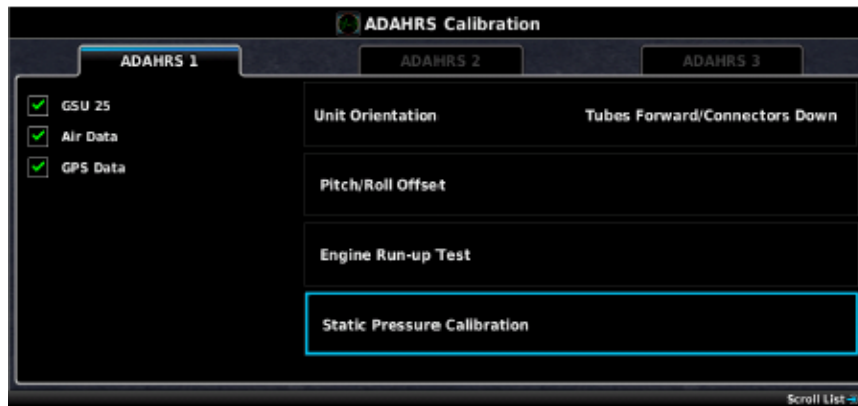 ADAHRS Calibration
ADAHRS 1
ADAHRS 2
ADAHRS 3
GSU 25
Air Data
GPS Data
Unit Orientation Tubes Forward/Connectors Down
Pitch/Roll Offset
Engine Run-up Test
Static Pressure Calibration
Scroll List